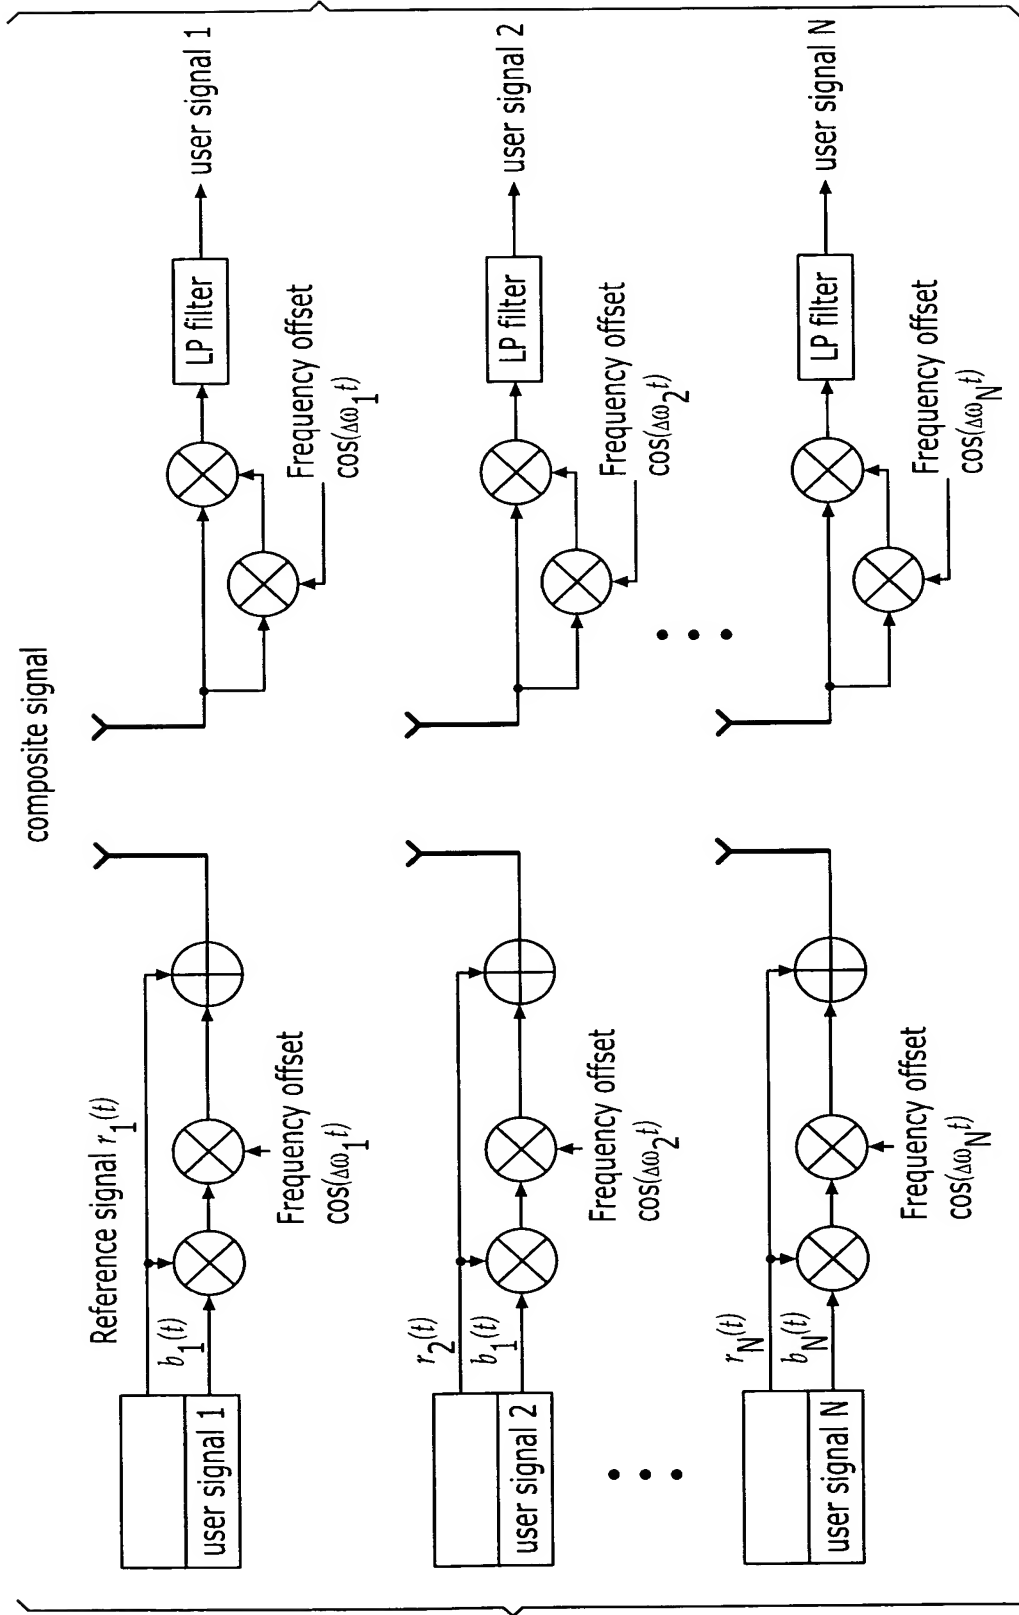 composite signal
Reference signal r1(t)
b1(t)
user signal 1
Frequency offset
cos(Δω1t)
Frequency offset
cos(Δω1t)
LP filter
user signal 1
r2(t)
b1(t)
user signal 2
Frequency offset
cos(Δω2t)
Frequency offset
cos(Δω2t)
LP filter
user signal 2
rN(t)
bN(t)
user signal N
Frequency offset
cos(ΔωNt)
Frequency offset
cos(ΔωNt)
LP filter
user signal N